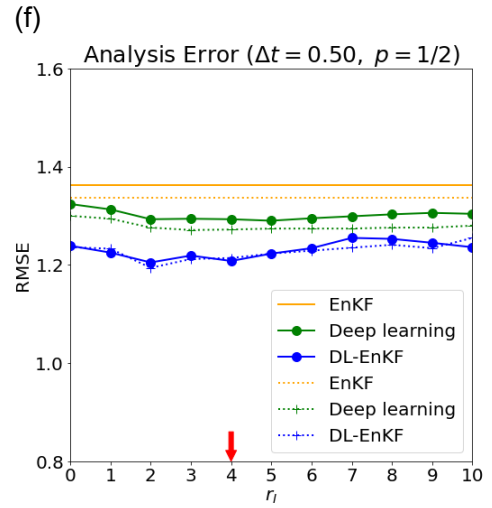 (f)
Analysis Error (Δt = 0.50, p = 1/2)
1.6
1.4
1.2
1.0
0.8
RMSE
EnKF
Deep learning
DL-EnKF
EnKF
Deep learning
DL-EnKF
0 1 2 3 4 5 6 7 8 9 10
r_l